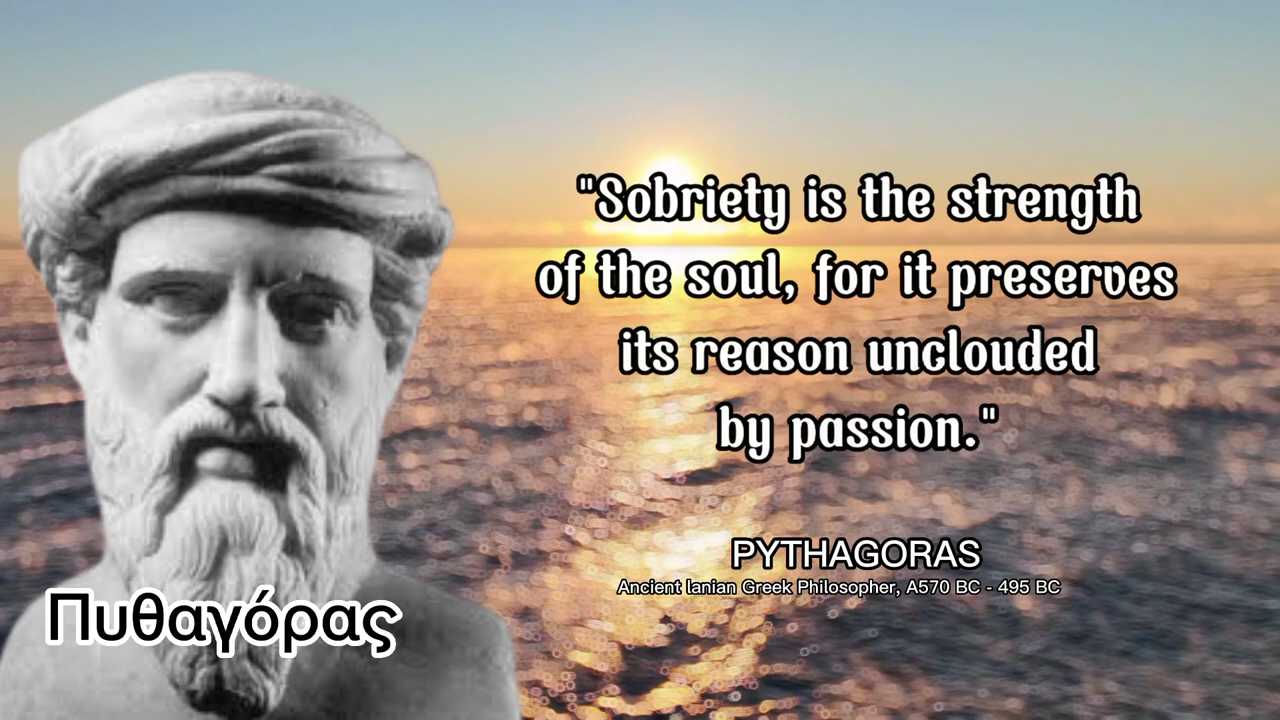 "Sobriety is the strength
of the soul, for it preserves
its reason unclouded
by passion."
PYTHAGORAS
Ancient Ianian Greek Philosopher, A570 BC - 495 BC
Πυθαγόρας